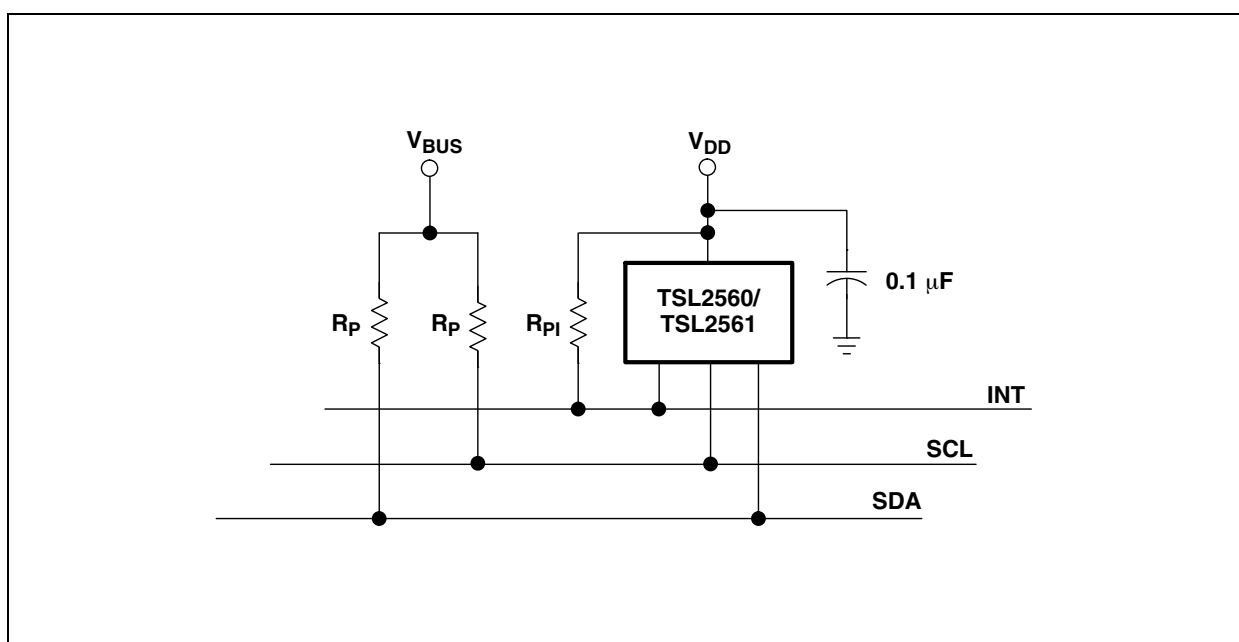 VBUS
VDD
RP
RP
RPI
TSL2560/
TSL2561
0.1 μF
INT
SCL
SDA